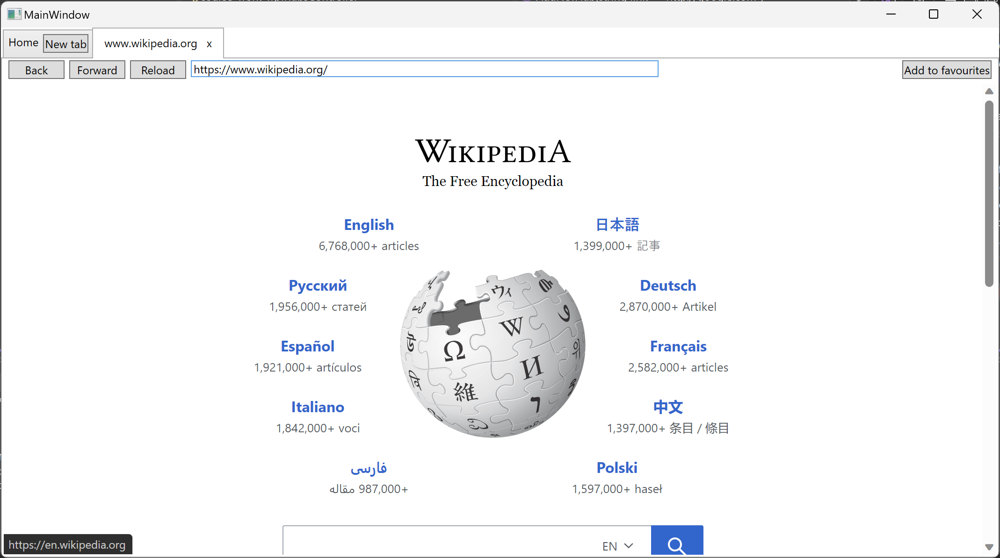 MainWindow
Home New tab www.wikipedia.org x
Back Forward Reload https://www.wikipedia.org/ Add to favourites
WIKIPEDIA
The Free Encyclopedia
English 日本語
6,768,000+ articles 1,399,000+ 記事
Русский Deutsch
1,956,000+ статей 2,870,000+ Artikel
Español Français
1,921,000+ artículos 2,582,000+ articles
Italiano 中文
1,842,000+ voci 1,397,000+ 条目 / 條目
فارسی Polski
987,000+ مقاله 1,597,000+ haseł
Ω W И 維 ウィ
EN
https://en.wikipedia.org